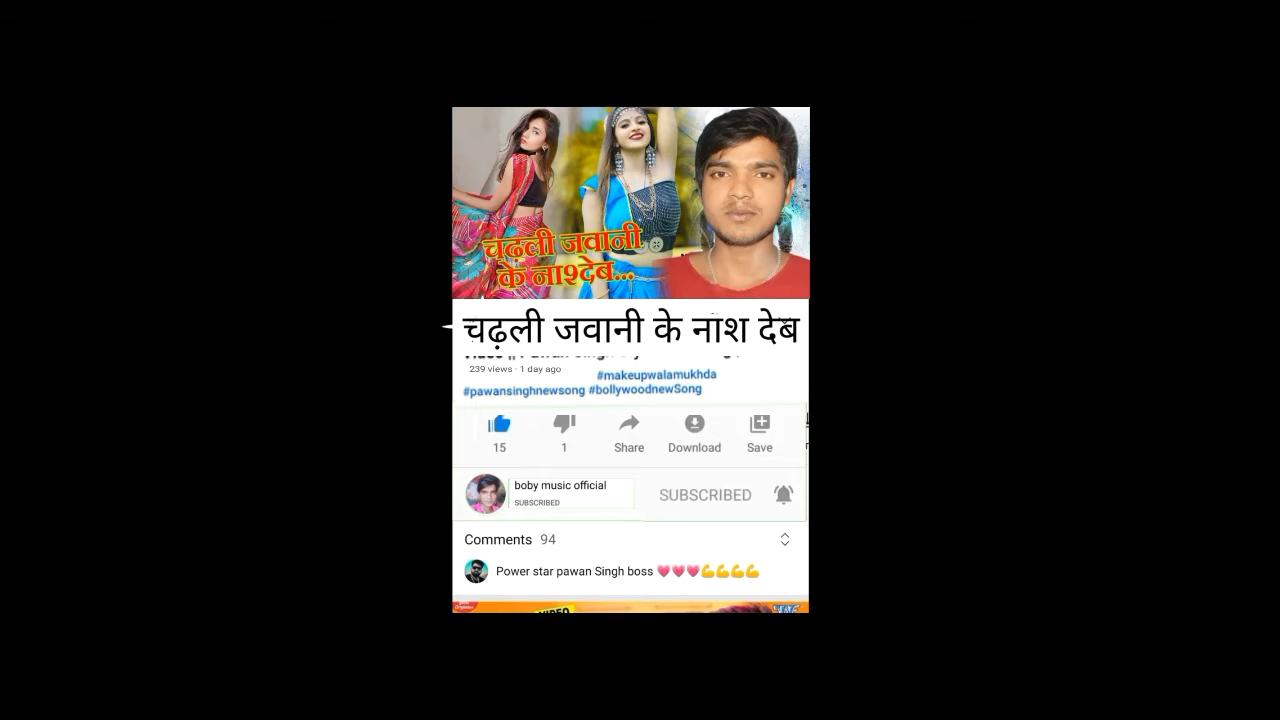 चढ़ली जवानी
के नाश्देब...
चढ़ली जवानी के नाश देब
239 views · 1 day ago
#makeupwalamukhda
#pawansinghnewsong #bollywoodnewSong
15
1
Share
Download
Save
boby music official
SUBSCRIBED
SUBSCRIBED
Comments 94
Power star pawan Singh boss 💗💗💗💪💪💪💪
VIDEO